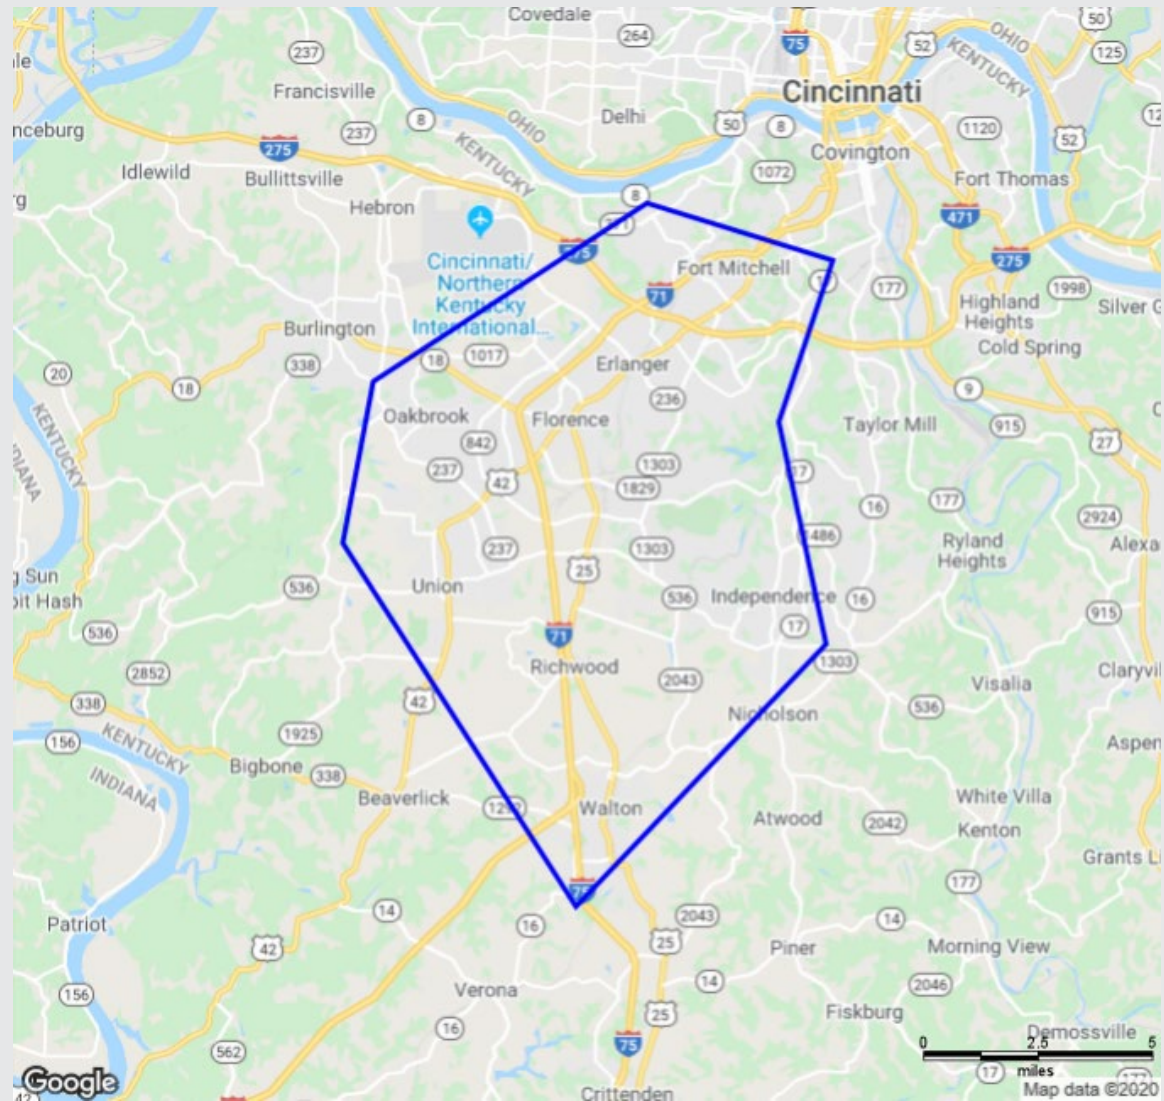 Covedale
50
264
75
52
OHIO
KENTUCKY
125
237
Francisville
Cincinnati
nceburg
237
8
OHIO
Delhi
50
8
1120
52
275
KENTUCKY
Covington
Idlewild
Bullittsville
1072
Fort Thomas
Hebron
8
471
275
Cincinnati/
Northern
Kentucky
International...
Fort Mitchell
71
177
275
1998
Highland
Heights
Silver G
Burlington
18
1017
Cold Spring
338
Erlanger
20
18
236
9
KENTUCKY
Oakbrook
Florence
Taylor Mill
915
27
842
237
1303
17
42
1829
16
177
2924
237
1303
1486
Ryland
Heights
Alexa
25
g Sun
536
Union
536
Independence
16
915
17
536
71
Richwood
1303
2852
2043
Claryvil
Visalia
42
338
Nicholson
536
156
KENTUCKY
1925
Aspen
INDIANA
Bigbone
338
Beaverlick
Walton
Atwood
White Villa
2042
Kenton
Grants L
177
75
14
2043
14
Patriot
16
42
25
Piner
Morning View
14
2046
156
Verona
25
Fiskburg
16
Demossville
562
75
0
2.5
5
miles
17
177
Google
Crittenden
Map data ©2020
42